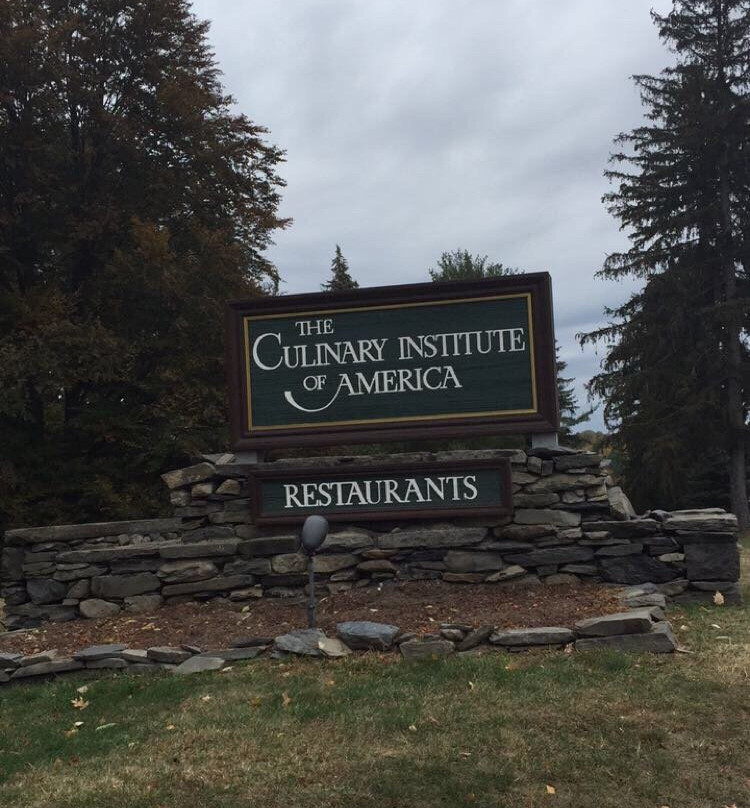 THE
CULINARY INSTITUTE
OF AMERICA
RESTAURANTS